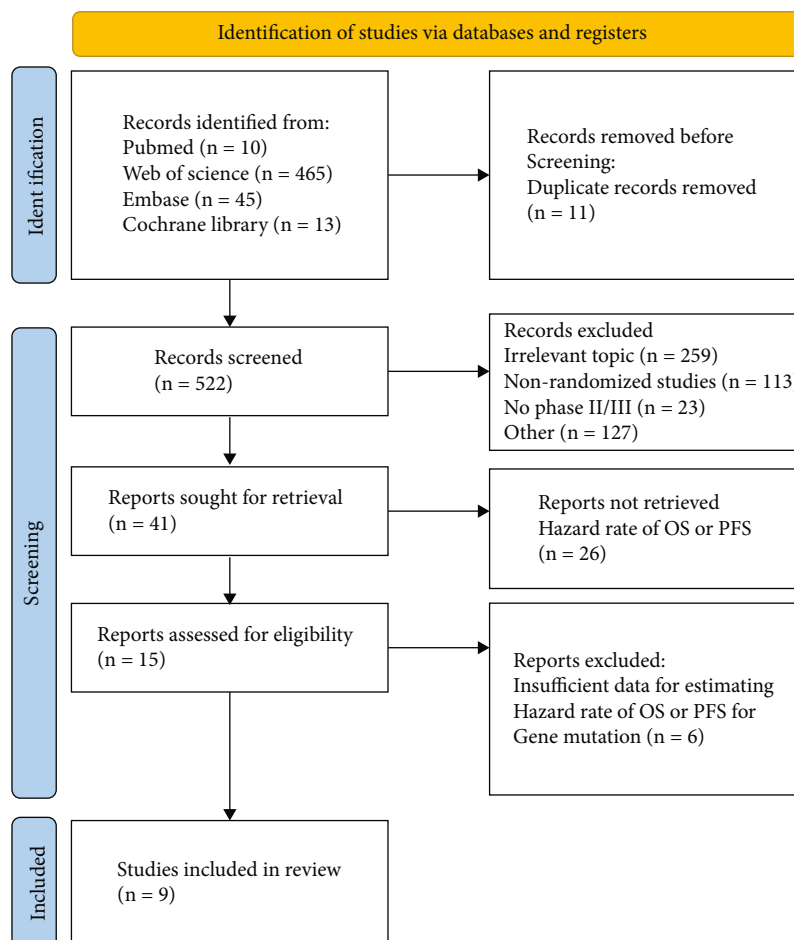 Identification of studies via databases and registers
Ident ification
Records identified from:
Pubmed (n = 10)
Web of science (n = 465)
Embase (n = 45)
Cochrane library (n = 13)
Records removed before
Screening:
Duplicate records removed
(n = 11)
Screening
Records screened
(n = 522)
Records excluded
Irrelevant topic (n = 259)
Non-randomized studies (n = 113)
No phase II/III (n = 23)
Other (n = 127)
Reports sought for retrieval
(n = 41)
Reports not retrieved
Hazard rate of OS or PFS
(n = 26)
Reports assessed for eligibility
(n = 15)
Reports excluded:
Insufficient data for estimating
Hazard rate of OS or PFS for
Gene mutation (n = 6)
Included
Studies included in review
(n = 9)